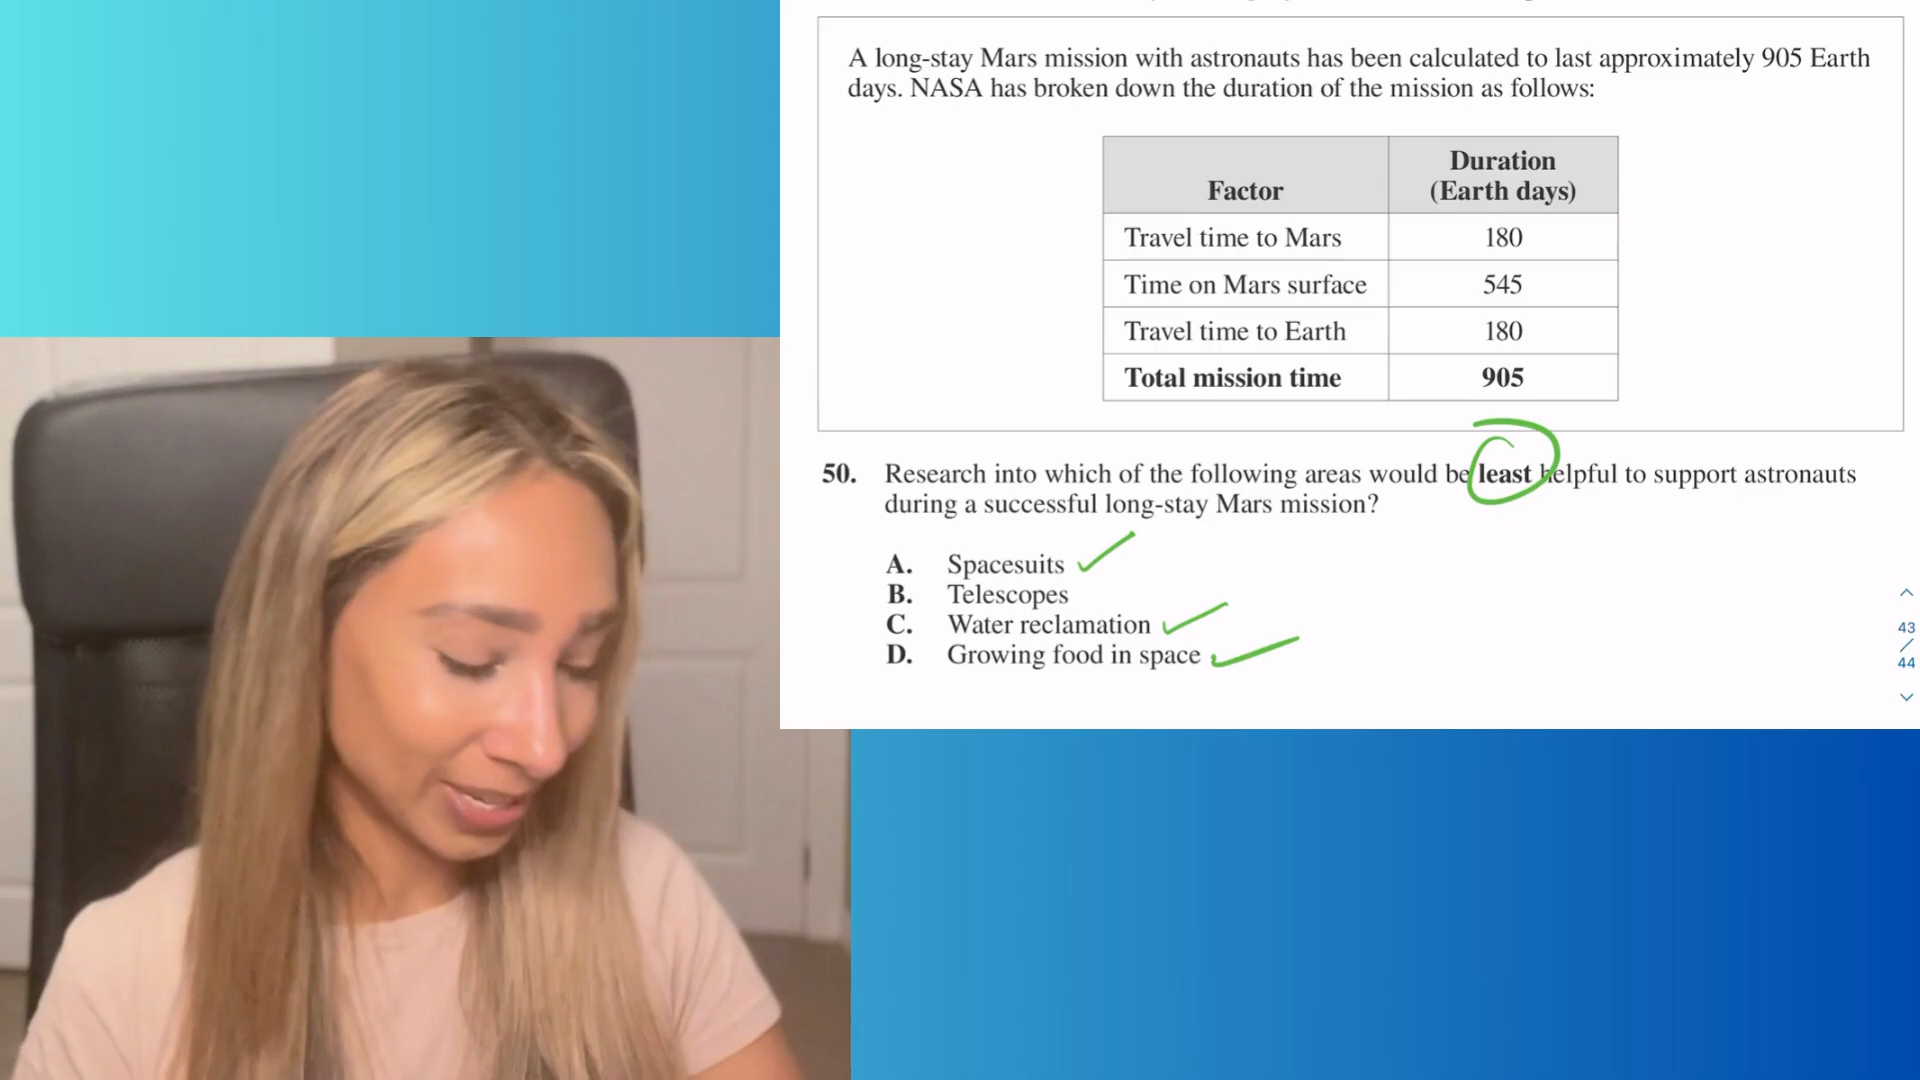 A long-stay Mars mission with astronauts has been calculated to last approximately 905 Earth
days. NASA has broken down the duration of the mission as follows:
Factor
Duration
(Earth days)
Travel time to Mars 180
Time on Mars surface 545
Travel time to Earth 180
Total mission time 905
50. Research into which of the following areas would be least helpful to support astronauts
during a successful long-stay Mars mission?
A. Spacesuits
B. Telescopes
C. Water reclamation
D. Growing food in space
43
/
44